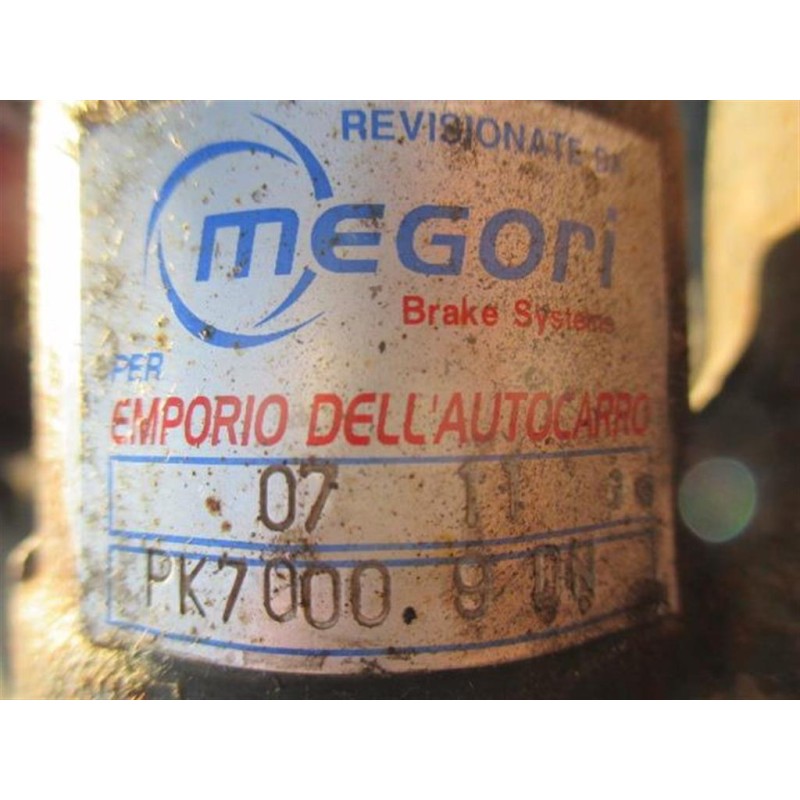 REVISIONATE DA
MEGORI
Brake Systems
PER
EMPORIO DELL'AUTOCARRO
07 11
PK7000.9